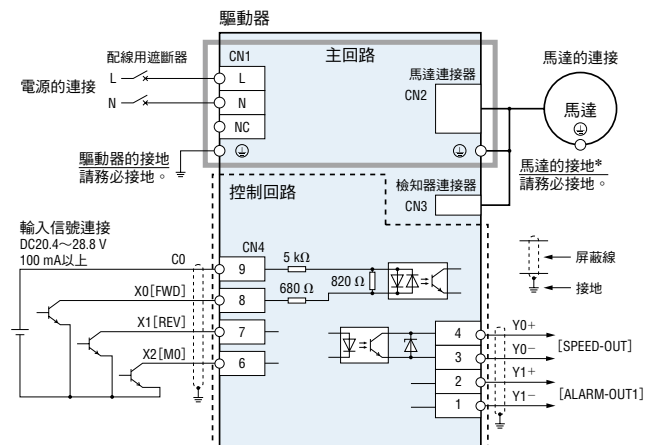 驅動器
配線用遮斷器
CN1
主回路
馬達的連接
電源的連接
L
L
馬達連接器
CN2
N
N
馬達
NC
驅動器的接地
請務必接地。
馬達的接地*
請務必接地。
控制回路
檢知器連接器
CN3
輸入信號連接
DC20.4～28.8 V
100 mA以上
CN4
屏蔽線
接地
C0
9
5 kΩ
820 Ω
X0[FWD]
8
680 Ω
X1[REV]
7
4
Y0+
[SPEED-OUT]
X2[M0]
6
3
Y0−
2
Y1+
[ALARM-OUT1]
1
Y1−